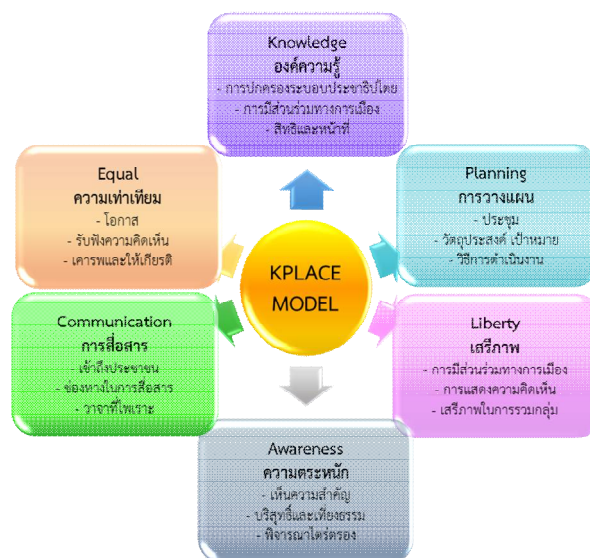 Knowledge
องค์ความรู้
- การปกครองระบอบประชาธิปไตย
- การมีส่วนร่วมทางการเมือง
- สิทธิและหน้าที่
Equal
ความเท่าเทียม
- โอกาส
- รับฟังความคิดเห็น
- เคารพและให้เกียรติ
Planning
การวางแผน
- ประชุม
- วัตถุประสงค์ เป้าหมาย
- วิธีการดำเนินงาน
KPLACE
MODEL
Communication
การสื่อสาร
- เข้าถึงประชาชน
- ช่องทางในการสื่อสาร
- วาจาที่ไพเราะ
Liberty
เสรีภาพ
- การมีส่วนร่วมทางการเมือง
- การแสดงความคิดเห็น
- เสรีภาพในการรวมกลุ่ม
Awareness
ความตระหนัก
- เห็นความสำคัญ
- บริสุทธิ์และเที่ยงธรรม
- พิจารณาไตร่ตรอง